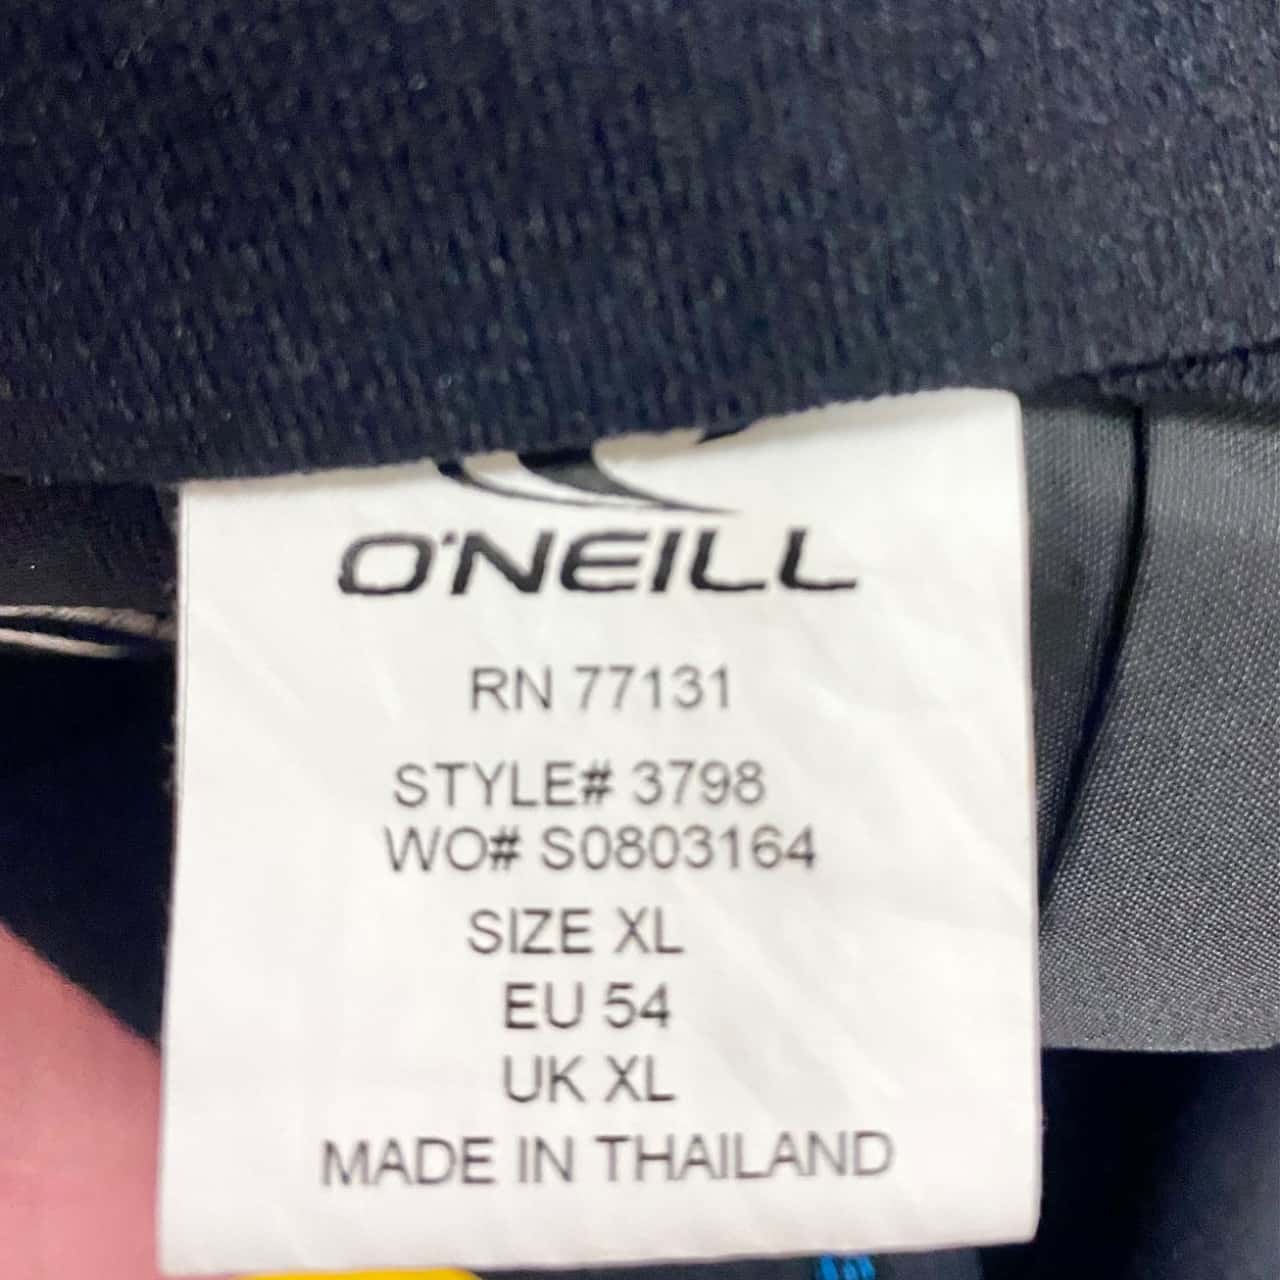 O'NEILL
RN 77131
STYLE# 3798
WO# S0803164
SIZE XL
EU 54
UK XL
MADE IN THAILAND